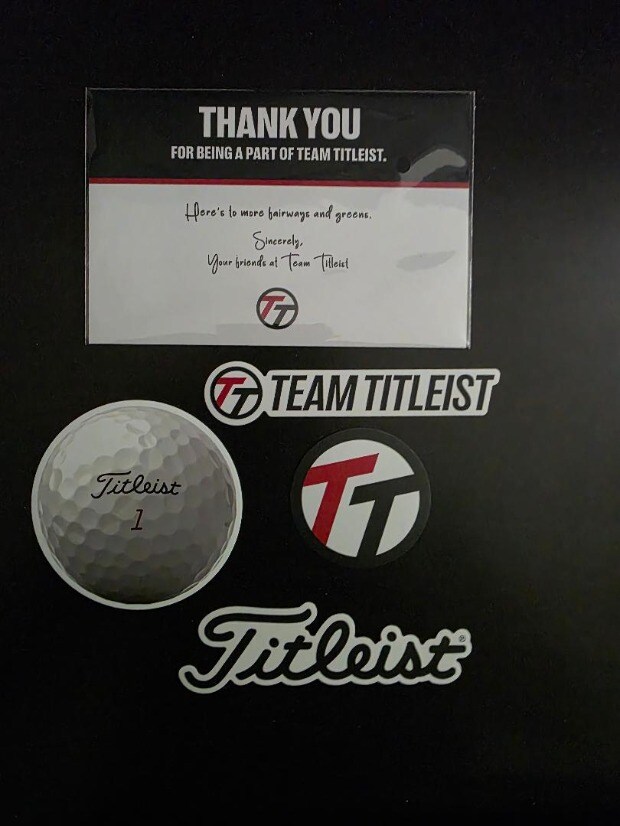 THANK YOU
FOR BEING A PART OF TEAM TITLEIST.
Here's to more fairways and greens.
Sincerely,
Your friends at Team Titleist
TT
TT TEAM TITLEIST
Titleist
1
TT
Titleist®